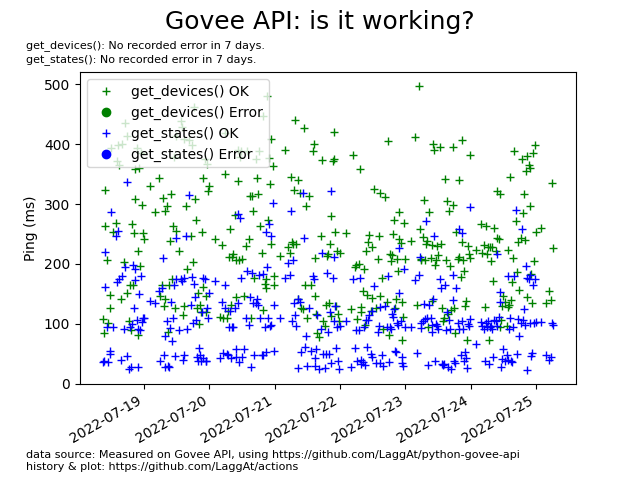 Govee API: is it working?
get_devices(): No recorded error in 7 days.
get_states(): No recorded error in 7 days.
500
400
300
200
100
0
Ping (ms)
get_devices() OK
get_devices() Error
get_states() OK
get_states() Error
2022-07-19
2022-07-20
2022-07-21
2022-07-22
2022-07-23
2022-07-24
2022-07-25
data source: Measured on Govee API, using https://github.com/LaggAt/python-govee-api
history & plot: https://github.com/LaggAt/actions